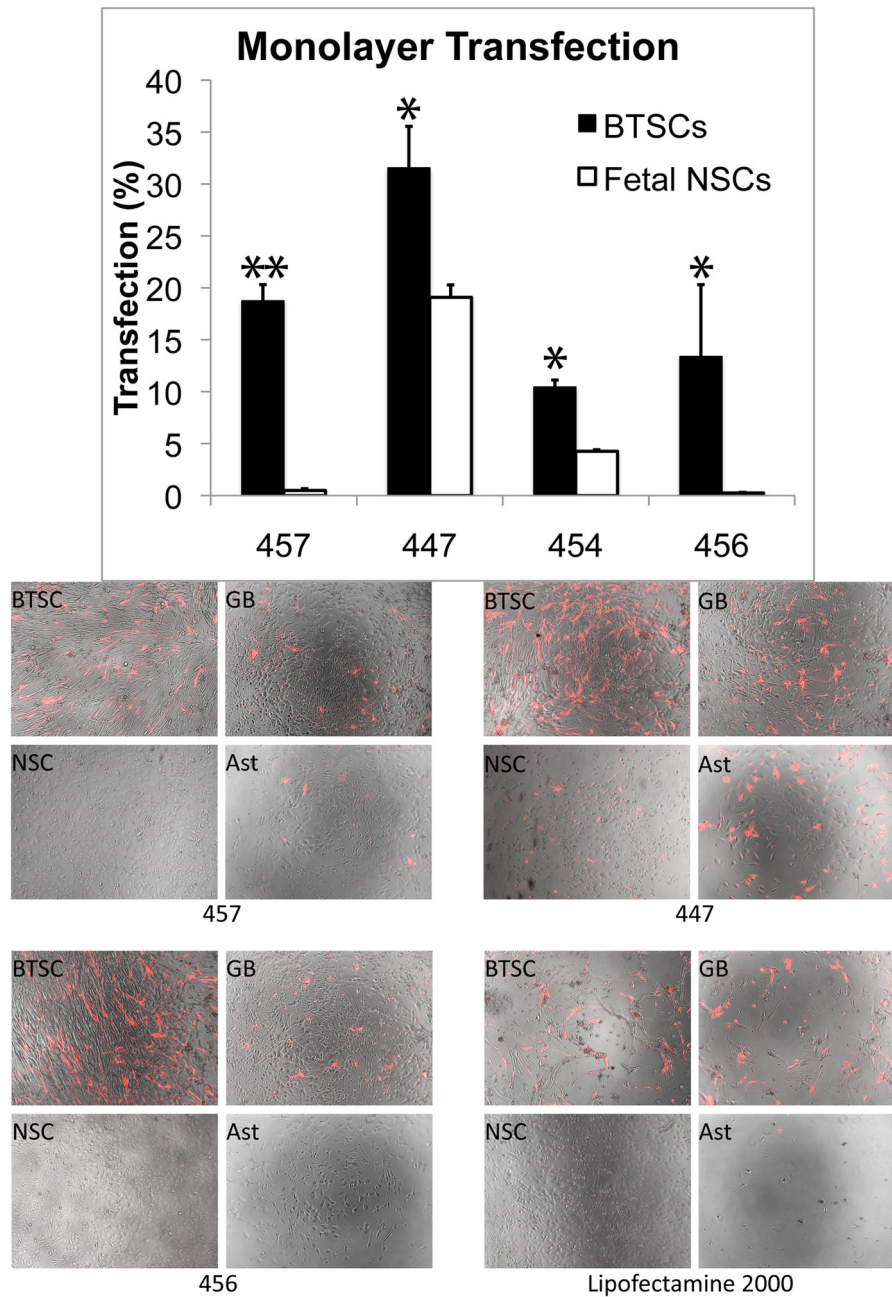 Monolayer Transfection
Transfection (%)
40
35
30
25
20
15
10
5
0
** * * *
BTSCs
Fetal NSCs
457 447 454 456
BTSC GB BTSC GB
NSC Ast NSC Ast
457 447
BTSC GB BTSC GB
NSC Ast NSC Ast
456 Lipofectamine 2000